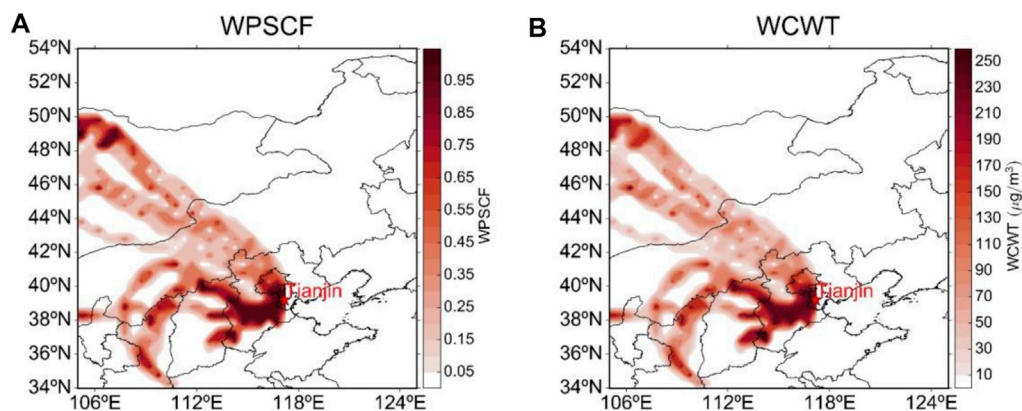 A
WPSCF
54ºN
52ºN
50ºN
48ºN
46ºN
44ºN
42ºN
40ºN
38ºN
36ºN
34ºN
106ºE
112ºE
118ºE
124ºE
Tianjin
0.95
0.85
0.75
0.65
0.55
0.45
0.35
0.25
0.15
0.05
WPSCF
B
WCWT
54ºN
52ºN
50ºN
48ºN
46ºN
44ºN
42ºN
40ºN
38ºN
36ºN
34ºN
106ºE
112ºE
118ºE
124ºE
Tianjin
250
230
210
190
170
150
130
110
90
70
50
30
10
WCWT (μg/m³)